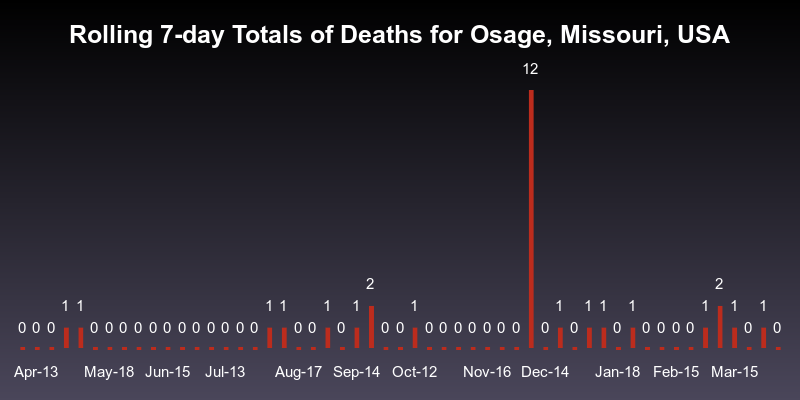 Rolling 7-day Totals of Deaths for Osage, Missouri, USA
12
2 2
1 1 1 1 1 1 1 1 1 1 1 1 1 1
0 0 0 0 0 0 0 0 0 0 0 0 0 0 0 0 0 0 0 0 0 0 0 0 0 0 0 0 0 0 0 0 0 0 0 0
Apr-13 May-18 Jun-15 Jul-13 Aug-17 Sep-14 Oct-12 Nov-16 Dec-14 Jan-18 Feb-15 Mar-15